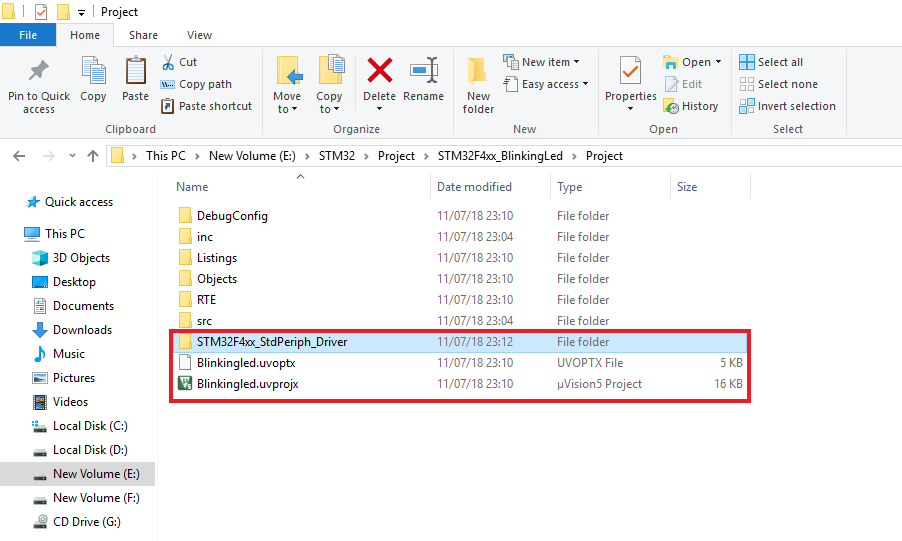 Project
File Home Share View
Pin to Quick access
Copy
Paste
Cut
Copy path
Paste shortcut
Clipboard
Move to
Copy to
Delete
Rename
Organize
New folder
New item
Easy access
New
Properties
Open
Edit
History
Open
Select all
Select none
Invert selection
Select
This PC > New Volume (E:) > STM32 > Project > STM32F4xx_BlinkingLed > Project
Quick access
This PC
3D Objects
Desktop
Documents
Downloads
Music
Pictures
Videos
Local Disk (C:)
Local Disk (D:)
New Volume (E:)
New Volume (F:)
CD Drive (G:)
Name Date modified Type Size
DebugConfig 11/07/18 23:10 File folder
inc 11/07/18 23:04 File folder
Listings 11/07/18 23:10 File folder
Objects 11/07/18 23:10 File folder
RTE 11/07/18 23:10 File folder
src 11/07/18 23:04 File folder
STM32F4xx_StdPeriph_Driver 11/07/18 23:12 File folder
Blinkingled.uvoptx 11/07/18 23:10 UVOPTX File 5 KB
Blinkingled.uvprojx 11/07/18 23:10 µVision5 Project 16 KB